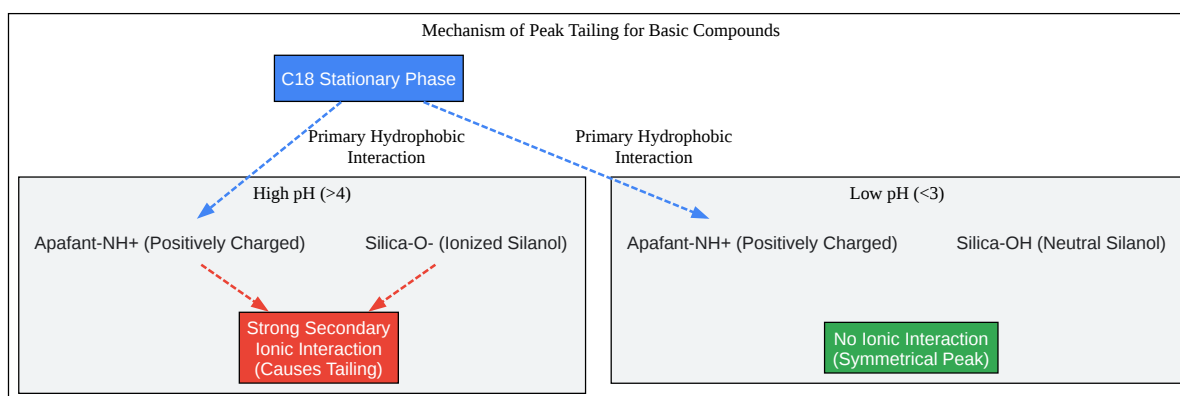 Mechanism of Peak Tailing for Basic Compounds
C18 Stationary Phase
Primary Hydrophobic
Interaction
Primary Hydrophobic
Interaction
High pH (>4)
Apafant-NH+ (Positively Charged)
Silica-O- (Ionized Silanol)
Strong Secondary
Ionic Interaction
(Causes Tailing)
Low pH (<3)
Apafant-NH+ (Positively Charged)
Silica-OH (Neutral Silanol)
No Ionic Interaction
(Symmetrical Peak)